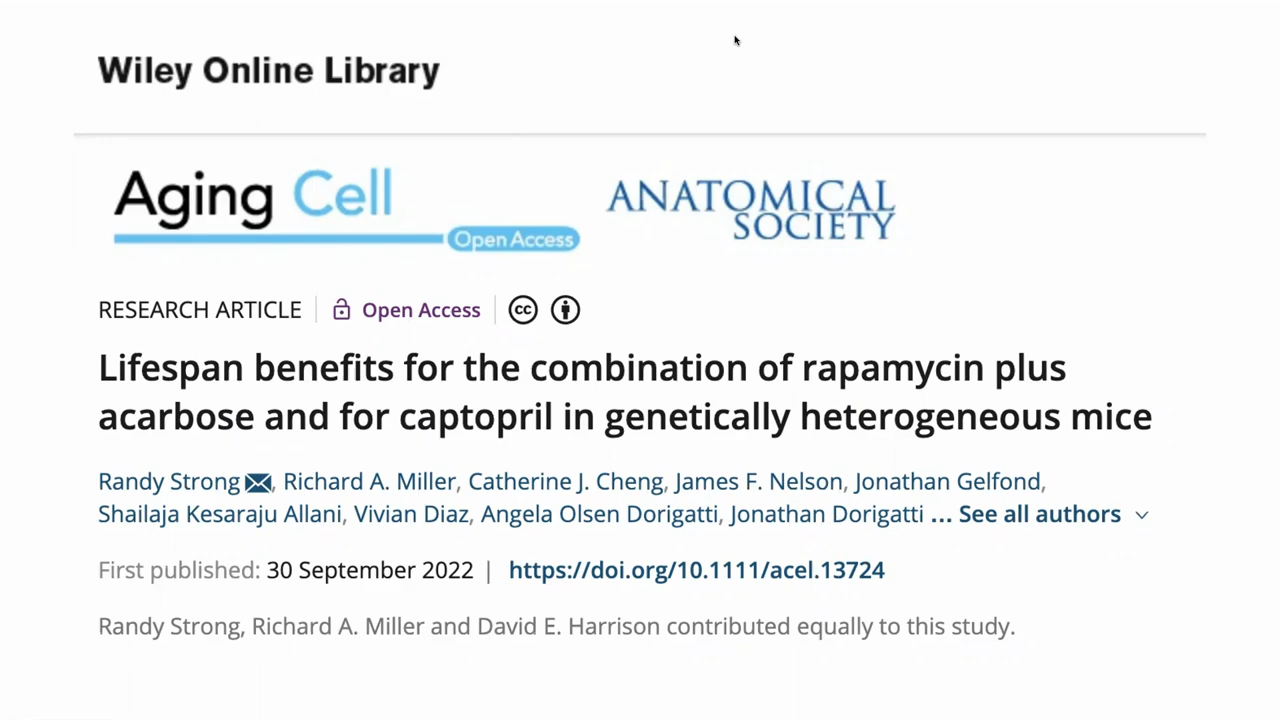 Wiley Online Library
Aging Cell
Open Access
ANATOMICAL
SOCIETY
RESEARCH ARTICLE Open Access cc
Lifespan benefits for the combination of rapamycin plus
acarbose and for captopril in genetically heterogeneous mice
Randy Strong, Richard A. Miller, Catherine J. Cheng, James F. Nelson, Jonathan Gelfond,
Shailaja Kesaraju Allani, Vivian Diaz, Angela Olsen Dorigatti, Jonathan Dorigatti ... See all authors
First published: 30 September 2022 | https://doi.org/10.1111/acel.13724
Randy Strong, Richard A. Miller and David E. Harrison contributed equally to this study.